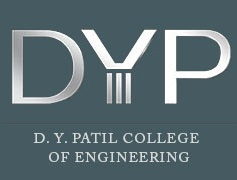 DYP
D. Y. PATIL COLLEGE
OF ENGINEERING